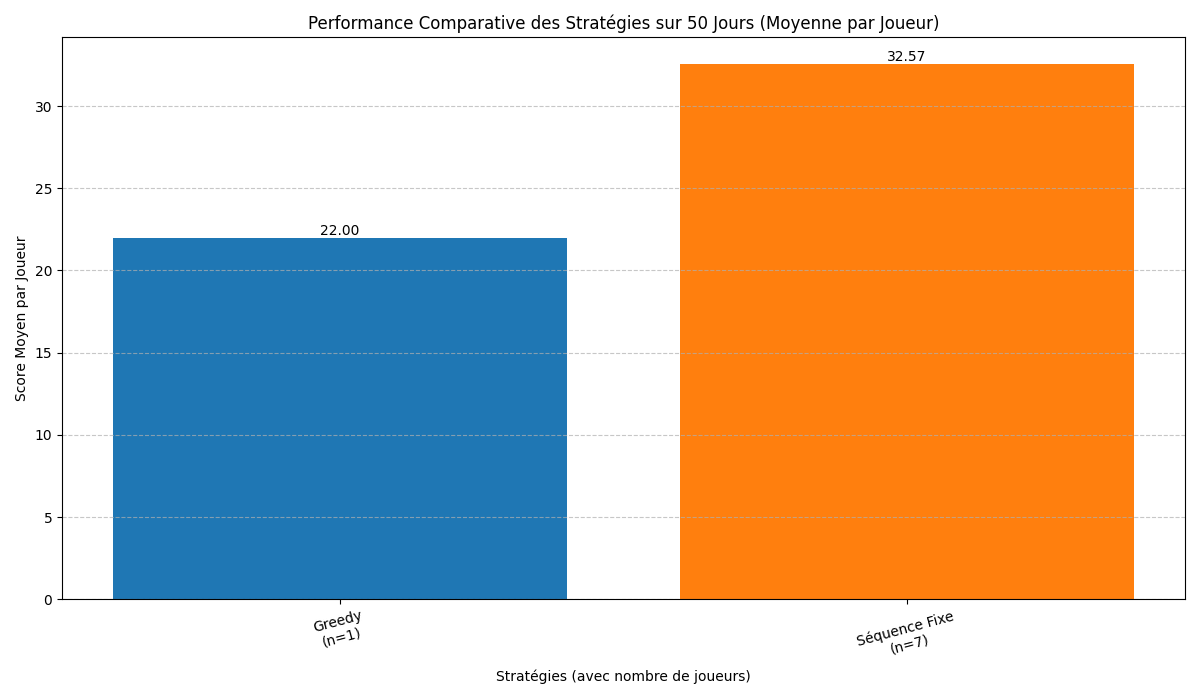 Performance Comparative des Stratégies sur 50 Jours (Moyenne par Joueur)
32.57
22.00
30
25
20
15
10
5
0
Score Moyen par Joueur
Greedy
(n=1)
Séquence Fixe
(n=7)
Stratégies (avec nombre de joueurs)